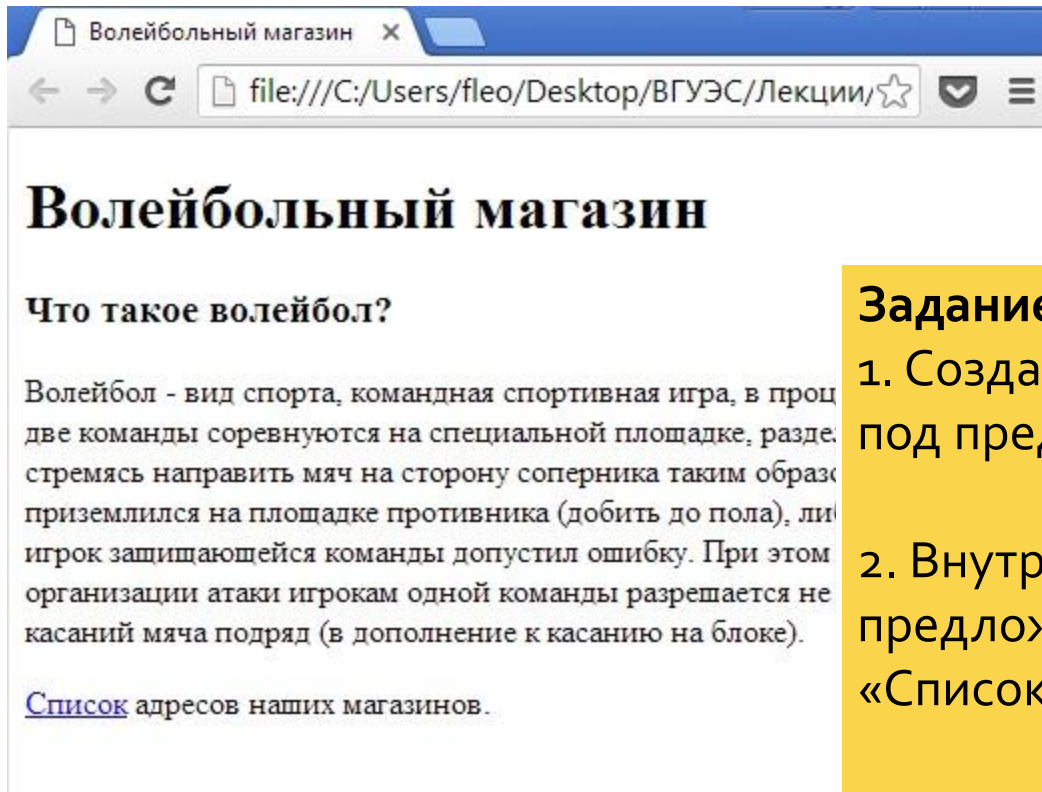 Волейбольный магазин
file:///C:/Users/fleo/Desktop/ВГУЭС/Лекции/
Волейбольный магазин
Что такое волейбол?
Волейбол - вид спорта, командная спортивная игра, в проц
две команды соревнуются на специальной площадке, разде
стремясь направить мяч на сторону соперника таким образо
приземлился на площадке противника (добить до пола), ли
игрок защищающейся команды допустил ошибку. При этом
организации атаки игрокам одной команды разрешается не
касаний мяча подряд (в дополнение к касанию на блоке).
Список адресов наших магазинов.
Задание
1. Созда
под пред
2. Внутр
предлож
«Список